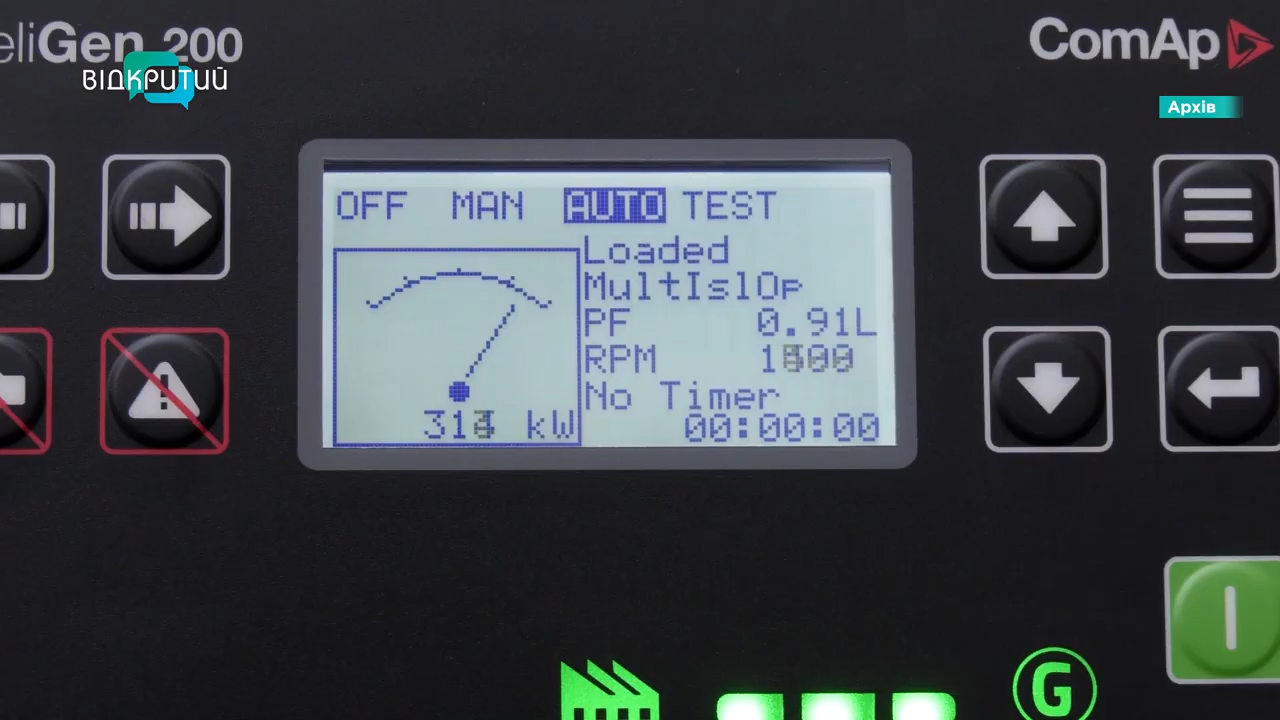 eliGen 200
ComAp
ВІДКРИТИЙ
Архів
OFF MAN AUTO TEST
Loaded
MultIslOp
PF 0.91L
RPM
No Timer
kW
00:00:00
G